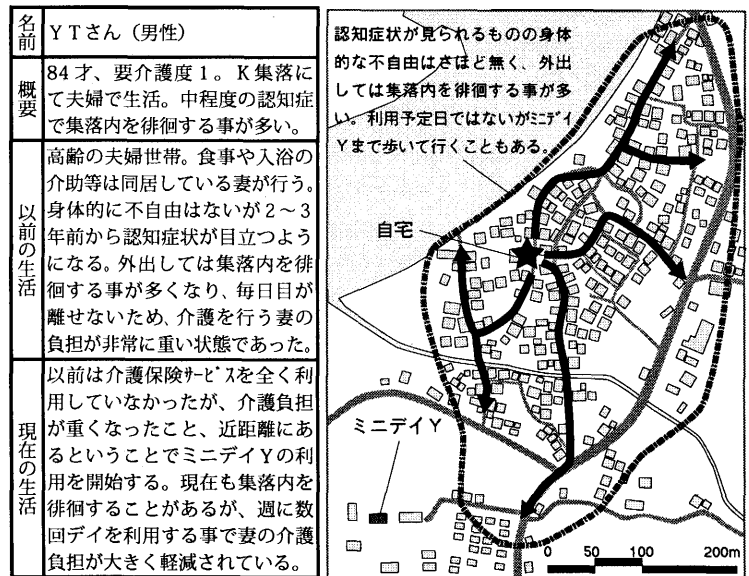 名前
ＹＴさん（男性）
概要
84才、要介護度１。Ｋ集落に
て夫婦で生活。中程度の認知症
で集落内を徘徊する事が多い。
以前の生活
高齢の夫婦世帯。食事や入浴の
介助等は同居している妻が行う。
身体的に不自由はないが２～３
年前から認知症状が目立つよう
になる。外出しては集落内を徘
徊する事が多くなり、毎日目が
離せないため、介護を行う妻の
負担が非常に重い状態であった。
現在の生活
以前は介護保険ｻｰﾋﾞｽを全く利
用していなかったが、介護負担
が重くなったこと、近距離にあ
るということでミニデイＹの利
用を開始する。現在も集落内を
徘徊することがあるが、週に数
回デイを利用する事で妻の介護
負担が大きく軽減されている。
認知症状が見られるものの身体
的な不自由はさほど無く、外出
しては集落内を徘徊する事が多
い。利用予定日ではないがﾐﾆﾃﾞｲ
Ｙまで歩いて行くこともある。
自宅
ミニデイＹ
0 50 100 200m